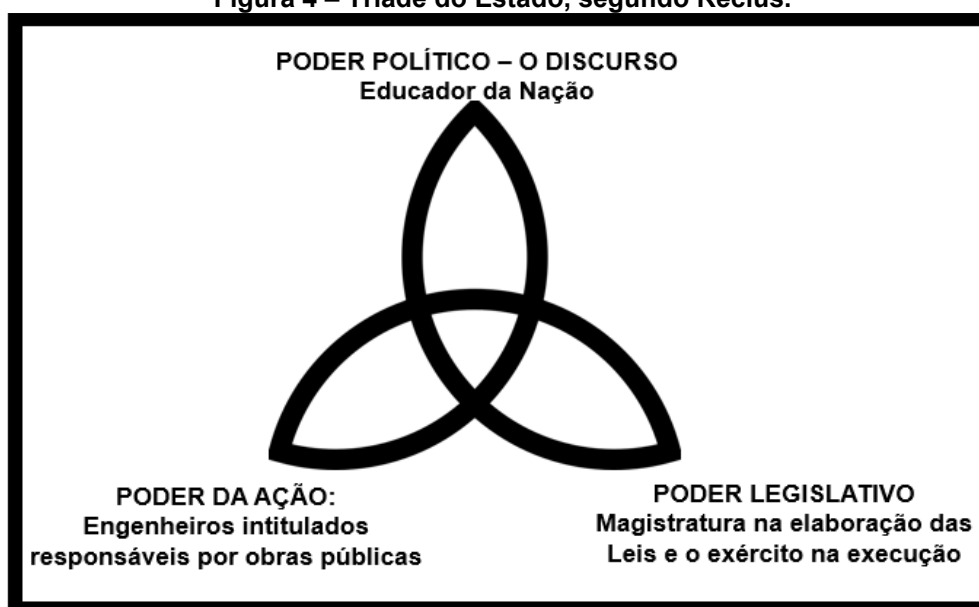 Figura 4 – Tríade do Estado, segundo Reclus.
PODER POLÍTICO – O DISCURSO
Educador da Nação
PODER DA AÇÃO:
Engenheiros intitulados
responsáveis por obras públicas
PODER LEGISLATIVO
Magistratura na elaboração das
Leis e o exército na execução